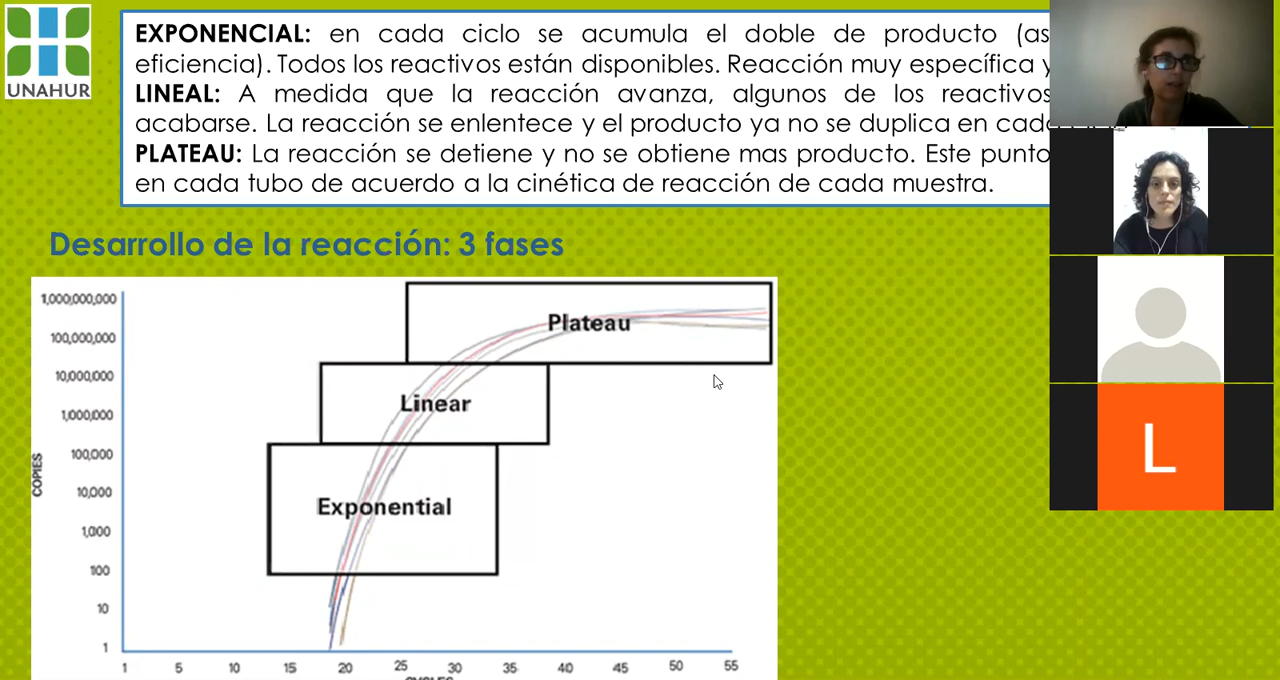 UNAHUR
EXPONENCIAL: en cada ciclo se acumula el doble de producto (as
eficiencia). Todos los reactivos están disponibles. Reacción muy específica y
LINEAL: A medida que la reacción avanza, algunos de los reactivos
acabarse. La reacción se enlentece y el producto ya no se duplica en cada
PLATEAU: La reacción se detiene y no se obtiene mas producto. Este punto
en cada tubo de acuerdo a la cinética de reacción de cada muestra.
Desarrollo de la reacción: 3 fases
1,000,000,000
100,000,000
10,000,000
1,000,000
100,000
10,000
1,000
100
10
1
COPIES
Plateau
Linear
Exponential
1 5 10 15 20 25 30 35 40 45 50 55
CYCLES
L